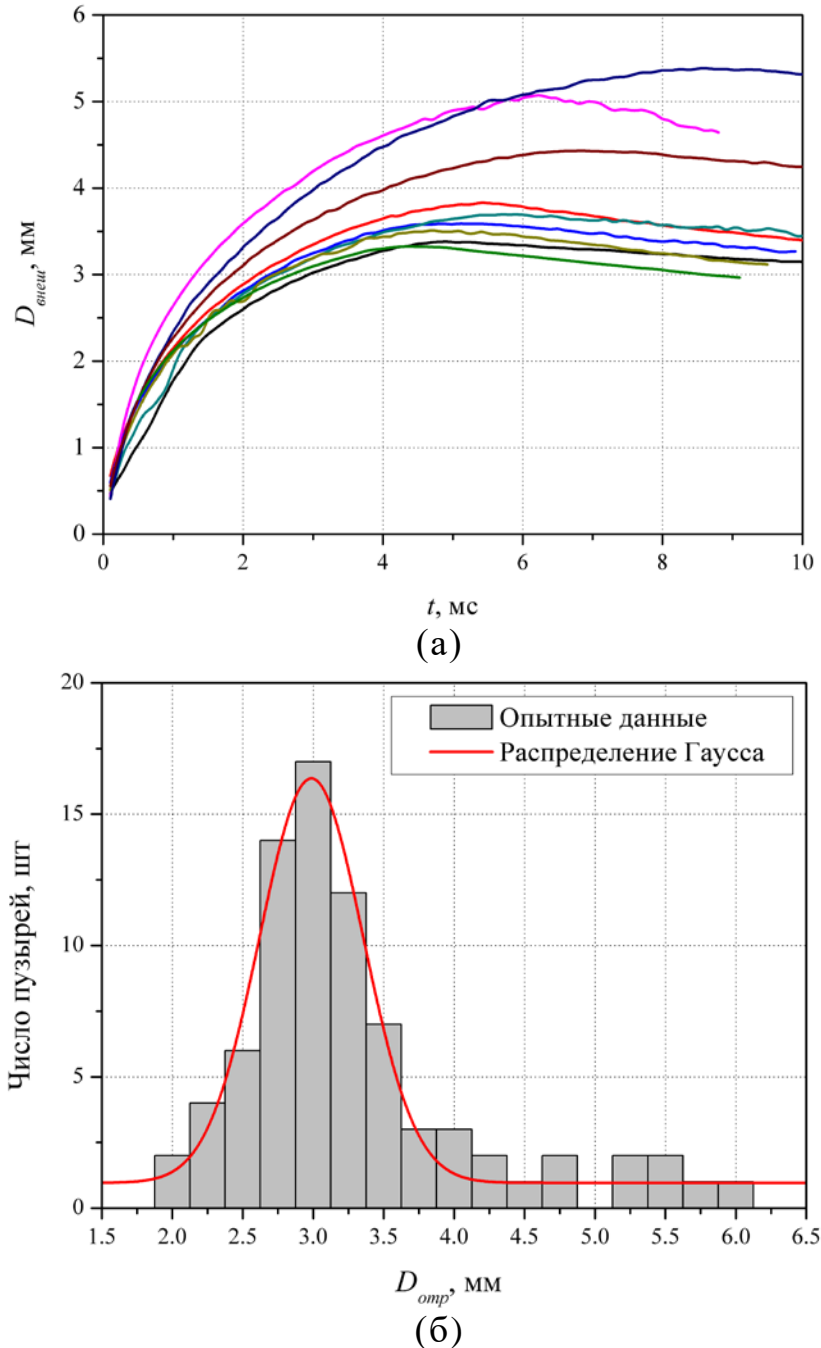 6
5
4
3
2
1
0
D внеш, мм
0 2 4 6 8 10
t, мс
(а)
20
15
10
5
0
Число пузырей, шт
Опытные данные
Распределение Гаусса
1.5 2.0 2.5 3.0 3.5 4.0 4.5 5.0 5.5 6.0 6.5
D отр, мм
(б)